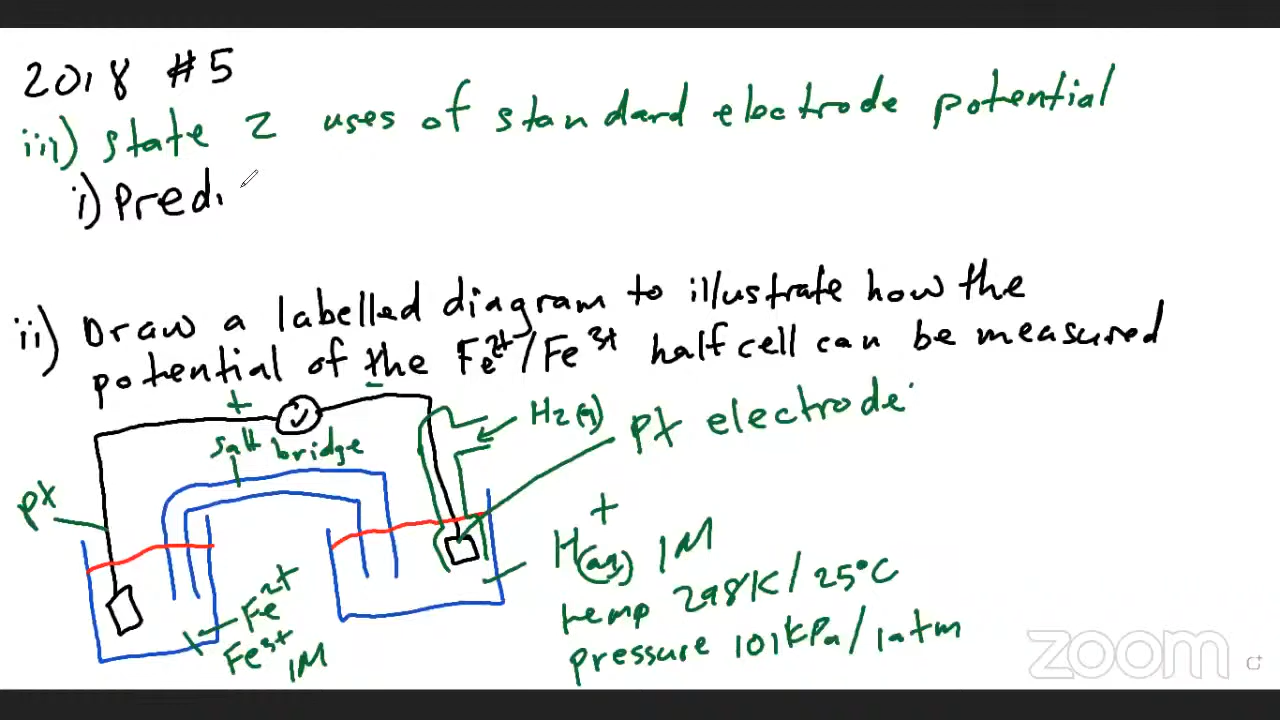 2018 #5
iii) state 2 uses of standard electrode potential
i) Predi
ii) Draw a labelled diagram to illustrate how the
potential of the Fe²⁺/Fe³⁺ half cell can be measured
+
-
V
H2(g)
Pt electrode
salt bridge
Pt
H⁺(aq) 1M
temp 298K/25°C
pressure 101kPa/1atm
Fe²⁺
Fe³⁺
1M
zoom